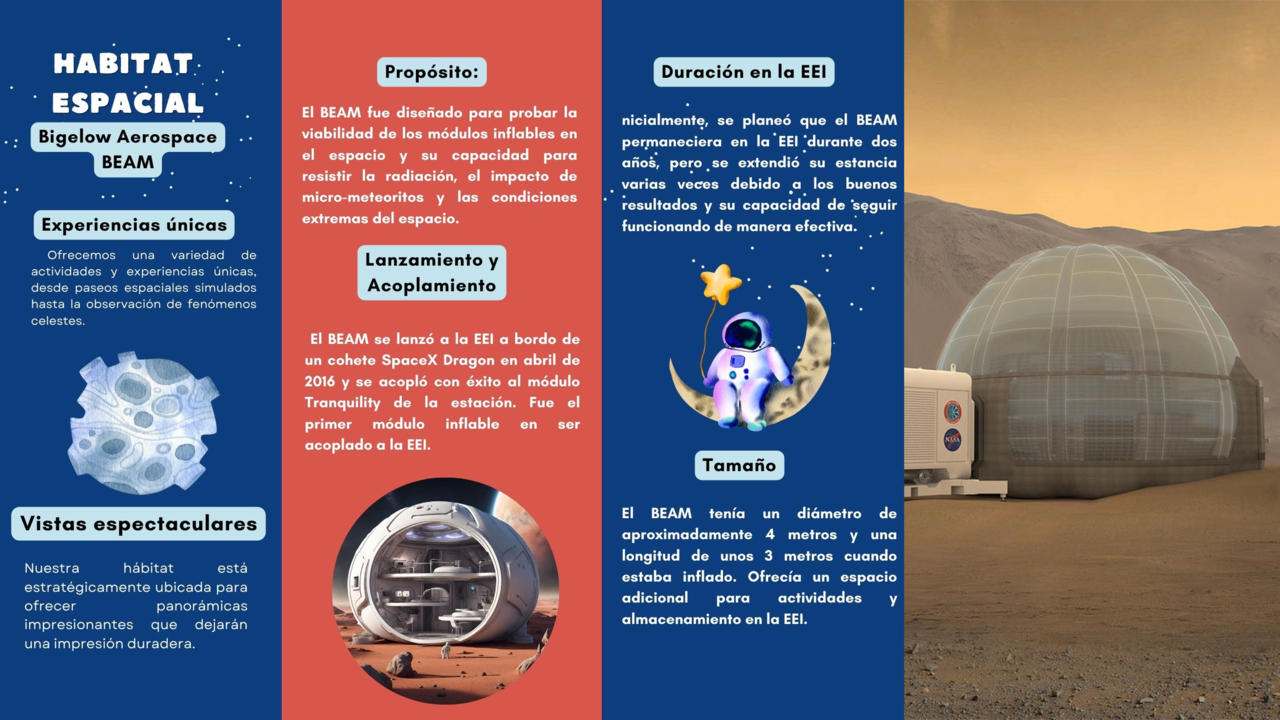 HABITAT
ESPACIAL
Bigelow Aerospace
BEAM
Experiencias únicas
Ofrecemos una variedad de
actividades y experiencias únicas,
desde paseos espaciales simulados
hasta la observación de fenómenos
celestes.
Vistas espectaculares
Nuestra hábitat está
estratégicamente ubicada para
ofrecer panorámicas
impresionantes que dejarán
una impresión duradera.
Propósito:
El BEAM fue diseñado para probar la
viabilidad de los módulos inflables en
el espacio y su capacidad para
resistir la radiación, el impacto de
micro-meteoritos y las condiciones
extremas del espacio.
Lanzamiento y
Acoplamiento
El BEAM se lanzó a la EEI a bordo de
un cohete SpaceX Dragon en abril de
2016 y se acopló con éxito al módulo
Tranquility de la estación. Fue el
primer módulo inflable en ser
acoplado a la EEI.
Duración en la EEI
nicialmente, se planeó que el BEAM
permaneciera en la EEI durante dos
años, pero se extendió su estancia
varias veces debido a los buenos
resultados y su capacidad de seguir
funcionando de manera efectiva.
Tamaño
El BEAM tenía un diámetro de
aproximadamente 4 metros y una
longitud de unos 3 metros cuando
estaba inflado. Ofrecía un espacio
adicional para actividades y
almacenamiento en la EEI.
NASA